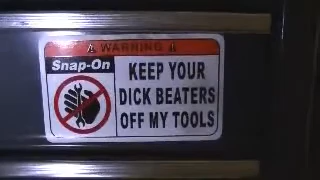 WARNING
Snap-On
KEEP YOUR
DICK BEATERS
OFF MY TOOLS